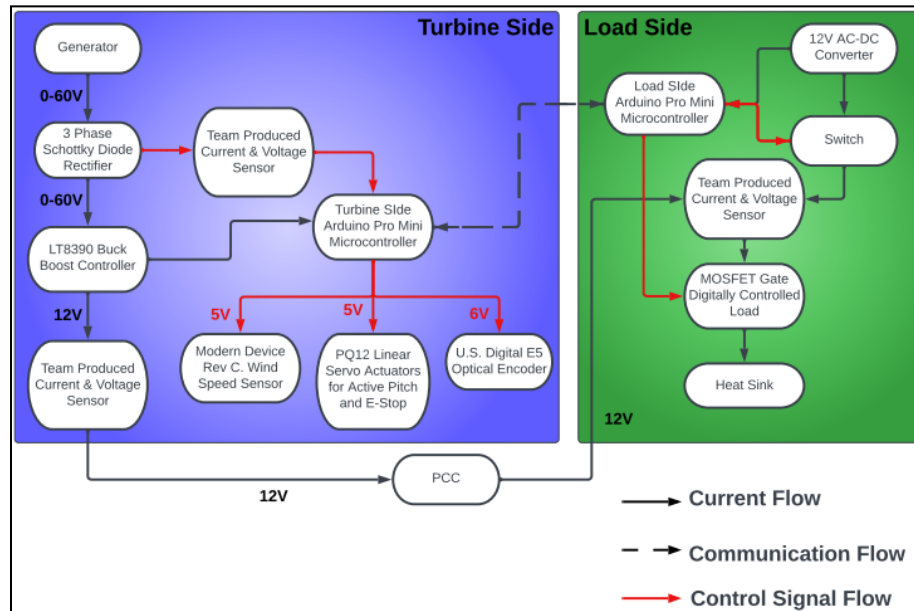 Turbine Side
Generator
0-60V
3 Phase
Schottky Diode
Rectifier
Team Produced
Current & Voltage
Sensor
0-60V
LT8390 Buck
Boost Controller
Turbine SIde
Arduino Pro Mini
Microcontroller
12V
5V
5V
6V
Team Produced
Current & Voltage
Sensor
Modern Device
Rev C. Wind
Speed Sensor
PQ12 Linear
Servo Actuators
for Active Pitch
and E-Stop
U.S. Digital E5
Optical Encoder
Load Side
12V AC-DC
Converter
Load SIde
Arduino Pro Mini
Microcontroller
Switch
Team Produced
Current & Voltage
Sensor
MOSFET Gate
Digitally Controlled
Load
Heat Sink
12V
PCC
12V
Current Flow
Communication Flow
Control Signal Flow